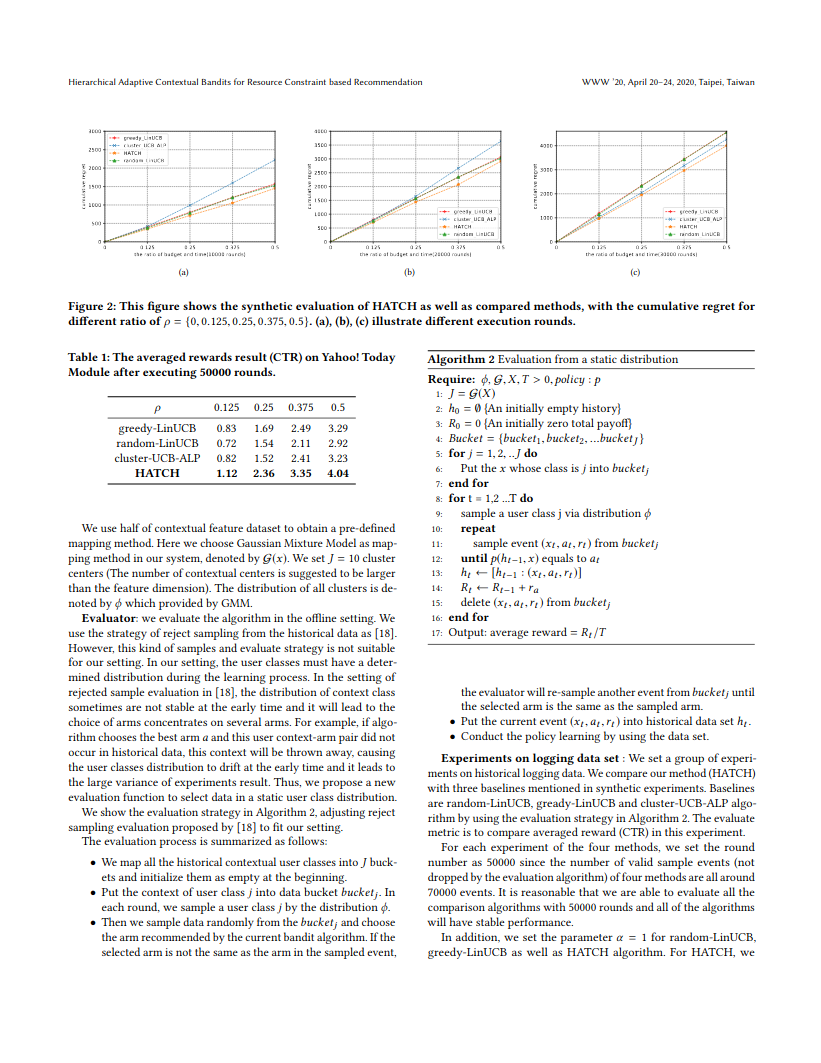 Hierarchical Adaptive Contextual Bandits for Resource Constraint based Recommendation
WWW '20, April 20–24, 2020, Taipei, Taiwan
3000
2500
2000
1500
1000
500
0
cumulative regret
greedy_LinUCB
cluster_UCB_ALP
HATCH
random_LinUCB
0 0.125 0.25 0.375 0.5
the ratio of budget and time(10000 rounds)
(a)
4000
3500
3000
2500
2000
1500
1000
500
0
cumulative regret
greedy_LinUCB
cluster_UCB_ALP
HATCH
random_LinUCB
0 0.125 0.25 0.375 0.5
the ratio of budget and time(20000 rounds)
(b)
4000
3000
2000
1000
0
cumulative regret
greedy_LinUCB
cluster_UCB_ALP
HATCH
random_LinUCB
0 0.125 0.25 0.375 0.5
the ratio of budget and time(30000 rounds)
(c)
Figure 2: This figure shows the synthetic evaluation of HATCH as well as compared methods, with the cumulative regret for
different ratio of ρ = {0, 0.125, 0.25, 0.375, 0.5}. (a), (b), (c) illustrate different execution rounds.
Table 1: The averaged rewards result (CTR) on Yahoo! Today
Module after executing 50000 rounds.
ρ 0.125 0.25 0.375 0.5
greedy-LinUCB 0.83 1.69 2.49 3.29
random-LinUCB 0.72 1.54 2.11 2.92
cluster-UCB-ALP 0.82 1.52 2.41 3.23
HATCH 1.12 2.36 3.35 4.04
We use half of contextual feature dataset to obtain a pre-defined
mapping method. Here we choose Gaussian Mixture Model as map-
ping method in our system, denoted by G(x). We set J = 10 cluster
centers (The number of contextual centers is suggested to be larger
than the feature dimension). The distribution of all clusters is de-
noted by ϕ which provided by GMM.
Evaluator: we evaluate the algorithm in the offline setting. We
use the strategy of reject sampling from the historical data as [18].
However, this kind of samples and evaluate strategy is not suitable
for our setting. In our setting, the user classes must have a deter-
mined distribution during the learning process. In the setting of
rejected sample evaluation in [18], the distribution of context class
sometimes are not stable at the early time and it will lead to the
choice of arms concentrates on several arms. For example, if algo-
rithm chooses the best arm a and this user context-arm pair did not
occur in historical data, this context will be thrown away, causing
the user classes distribution to drift at the early time and it leads to
the large variance of experiments result. Thus, we propose a new
evaluation function to select data in a static user class distribution.
We show the evaluation strategy in Algorithm 2, adjusting reject
sampling evaluation proposed by [18] to fit our setting.
The evaluation process is summarized as follows:
• We map all the historical contextual user classes into J buck-
ets and initialize them as empty at the beginning.
• Put the context of user class j into data bucket bucket_j. In
each round, we sample a user class j by the distribution ϕ.
• Then we sample data randomly from the bucket_j and choose
the arm recommended by the current bandit algorithm. If the
selected arm is not the same as the arm in the sampled event,
Algorithm 2 Evaluation from a static distribution
Require: ϕ, G, X, T > 0, policy : p
1: J = G(X)
2: h_0 = ∅ {An initially empty history}
3: R_0 = 0 {An initially zero total payoff}
4: Bucket = {bucket_1, bucket_2, ...bucket_J}
5: for j = 1, 2, ..J do
6: Put the x whose class is j into bucket_j
7: end for
8: for t = 1,2 ...T do
9: sample a user class j via distribution ϕ
10: repeat
11: sample event (x_t, a_t, r_t) from bucket_j
12: until p(h_{t−1}, x) equals to a_t
13: h_t ← [h_{t−1} : (x_t, a_t, r_t)]
14: R_t ← R_{t−1} + r_a
15: delete (x_t, a_t, r_t) from bucket_j
16: end for
17: Output: average reward = R_t/T
the evaluator will re-sample another event from bucket_j until
the selected arm is the same as the sampled arm.
• Put the current event (x_t, a_t, r_t) into historical data set h_t.
• Conduct the policy learning by using the data set.
Experiments on logging data set : We set a group of experi-
ments on historical logging data. We compare our method (HATCH)
with three baselines mentioned in synthetic experiments. Baselines
are random-LinUCB, gready-LinUCB and cluster-UCB-ALP algo-
rithm by using the evaluation strategy in Algorithm 2. The evaluate
metric is to compare averaged reward (CTR) in this experiment.
For each experiment of the four methods, we set the round
number as 50000 since the number of valid sample events (not
dropped by the evaluation algorithm) of four methods are all around
70000 events. It is reasonable that we are able to evaluate all the
comparison algorithms with 50000 rounds and all of the algorithms
will have stable performance.
In addition, we set the parameter α = 1 for random-LinUCB,
greedy-LinUCB as well as HATCH algorithm. For HATCH, we